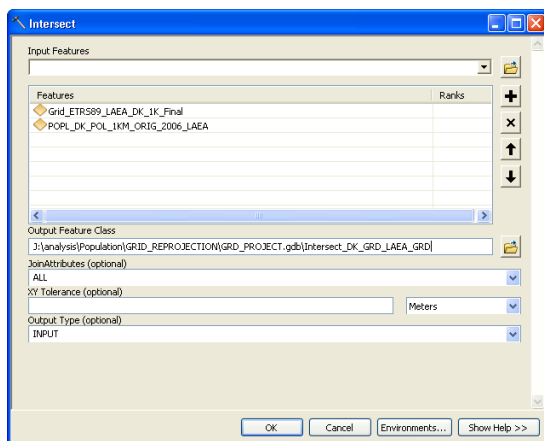 Intersect
Input Features
Features Ranks
Grid_ETRS89_LAEA_DK_1K_Final
POPL_DK_POL_1KM_ORIG_2006_LAEA
Output Feature Class
J:\analysis\Population\GRID_REPROJECTION\GRD_PROJECT.gdb\Intersect_DK_GRD_LAEA_GRD
JoinAttributes (optional)
ALL
XY Tolerance (optional)
Meters
Output Type (optional)
INPUT
OK Cancel Environments... Show Help >>